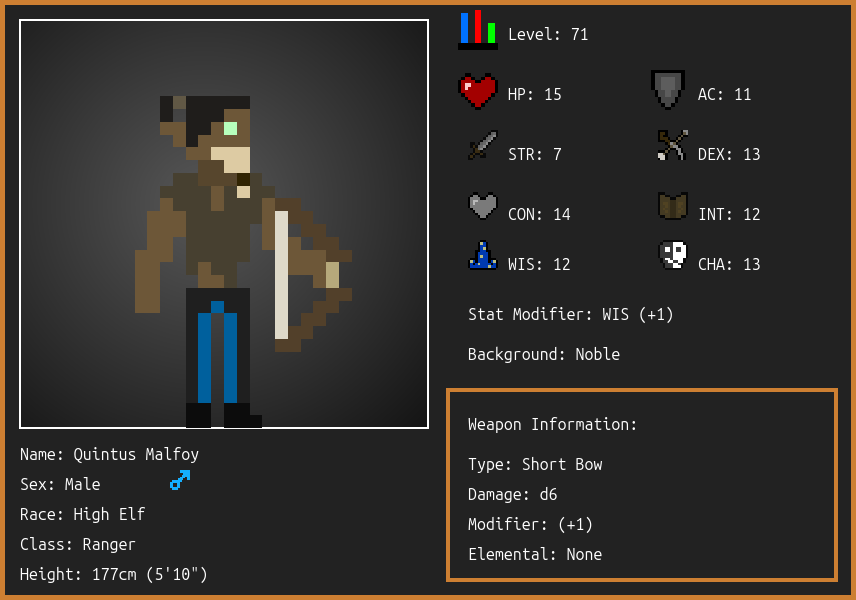 Level: 71
HP: 15
AC: 11
STR: 7
DEX: 13
CON: 14
INT: 12
WIS: 12
CHA: 13
Stat Modifier: WIS (+1)
Background: Noble
Weapon Information:
Type: Short Bow
Damage: d6
Modifier: (+1)
Elemental: None
Name: Quintus Malfoy
Sex: Male
Race: High Elf
Class: Ranger
Height: 177cm (5'10")